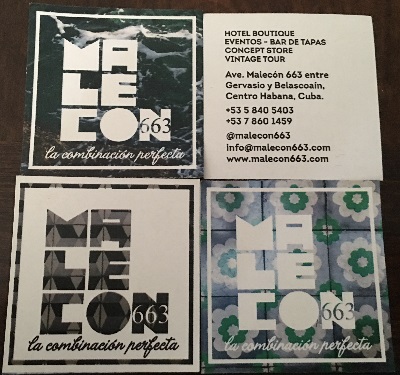 MA
LE
CON 663
la combinación perfecta
HOTEL BOUTIQUE
EVENTOS - BAR DE TAPAS
CONCEPT STORE
VINTAGE TOUR
Ave. Malecón 663 entre
Gervasio y Belascoaín,
Centro Habana, Cuba.
+53 5 840 5403
+53 7 860 1459
@malecon663
info@malecon663.com
www.malecon663.com
MA
LE
CON 663
la combinación perfecta
MA
LE
CON 663
la combinación perfecta